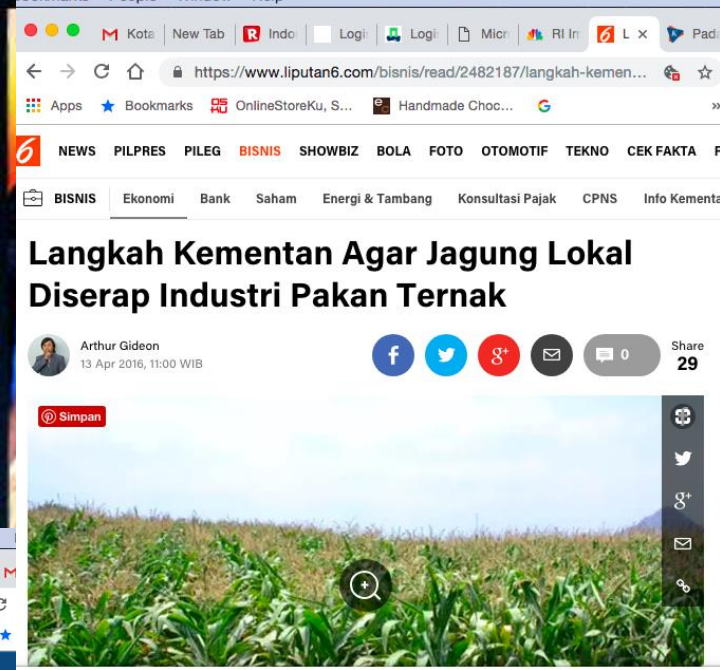 Kota New Tab R Indo Logi Logi Micr RI Im 6 L × Pada
https://www.liputan6.com/bisnis/read/2482187/langkah-kemen...
Apps Bookmarks OnlineStoreKu, S... Handmade Choc... G »
6 NEWS PILPRES PILEG BISNIS SHOWBIZ BOLA FOTO OTOMOTIF TEKNO CEK FAKTA
BISNIS Ekonomi Bank Saham Energi & Tambang Konsultasi Pajak CPNS Info Kementa
Langkah Kementan Agar Jagung Lokal
Diserap Industri Pakan Ternak
Arthur Gideon
13 Apr 2016, 11:00 WIB
f g+ 0
Share
29
Simpan
g+